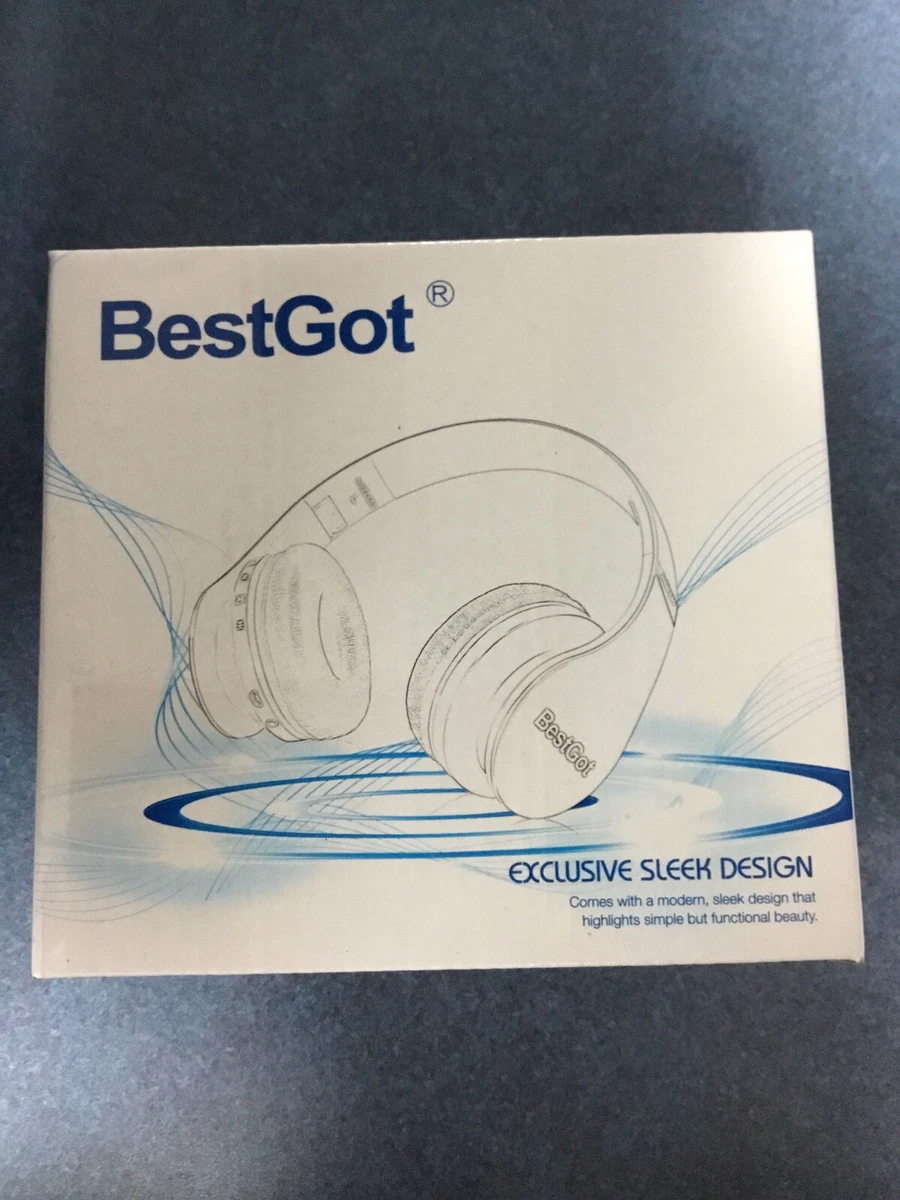 BestGot ®
BestGot
EXCLUSIVE SLEEK DESIGN
Comes with a modern, sleek design that
highlights simple but functional beauty.